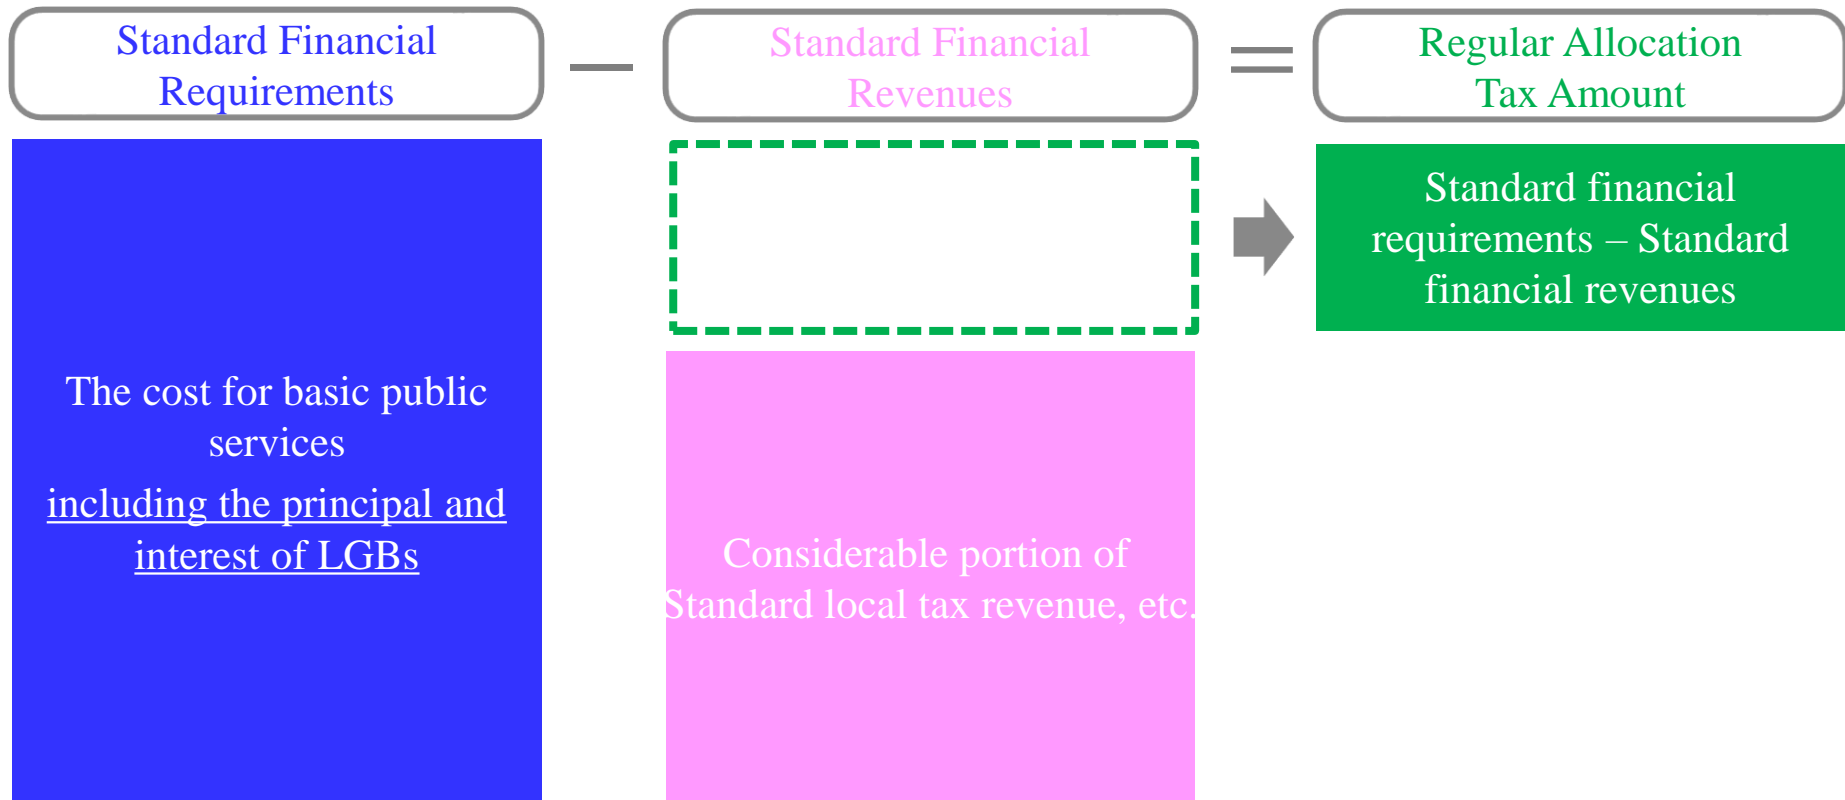 Standard Financial
Requirements
Standard Financial
Revenues
Regular Allocation
Tax Amount
The cost for basic public
services
including the principal and
interest of LGBs
Considerable portion of
Standard local tax revenue, etc.
Standard financial
requirements – Standard
financial revenues